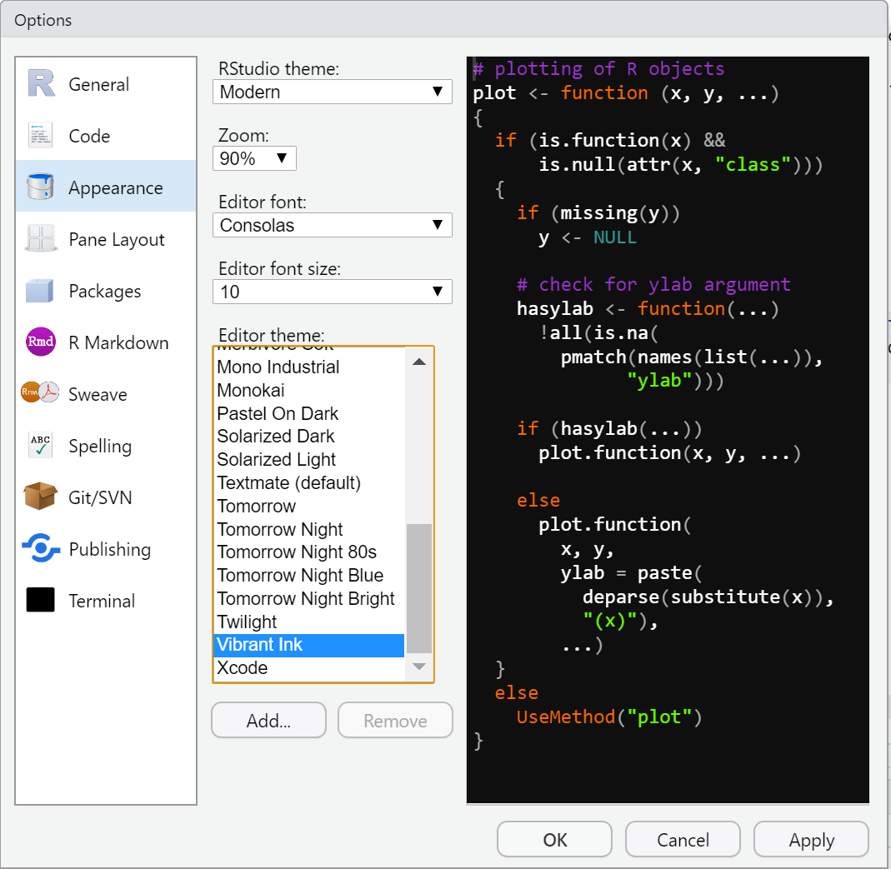 Options
General
Code
Appearance
Pane Layout
Packages
Rmd R Markdown
Rnw Sweave
ABC Spelling
Git/SVN
Publishing
Terminal
RStudio theme:
Modern
Zoom:
90%
Editor font:
Consolas
Editor font size:
10
Editor theme:
Merbivore Soft
Mono Industrial
Monokai
Pastel On Dark
Solarized Dark
Solarized Light
Textmate (default)
Tomorrow
Tomorrow Night
Tomorrow Night 80s
Tomorrow Night Blue
Tomorrow Night Bright
Twilight
Vibrant Ink
Xcode
Add...
Remove
# plotting of R objects
plot <- function (x, y, ...)
{
  if (is.function(x) &&
      is.null(attr(x, "class")))
  {
    if (missing(y))
      y <- NULL

    # check for ylab argument
    hasylab <- function(...)
      !all(is.na(
        pmatch(names(list(...)),
              "ylab")))

    if (hasylab(...))
      plot.function(x, y, ...)

    else
      plot.function(
        x, y,
        ylab = paste(
          deparse(substitute(x)),
          "(x)"),
        ...)
  }
  else
    UseMethod("plot")
}
OK
Cancel
Apply